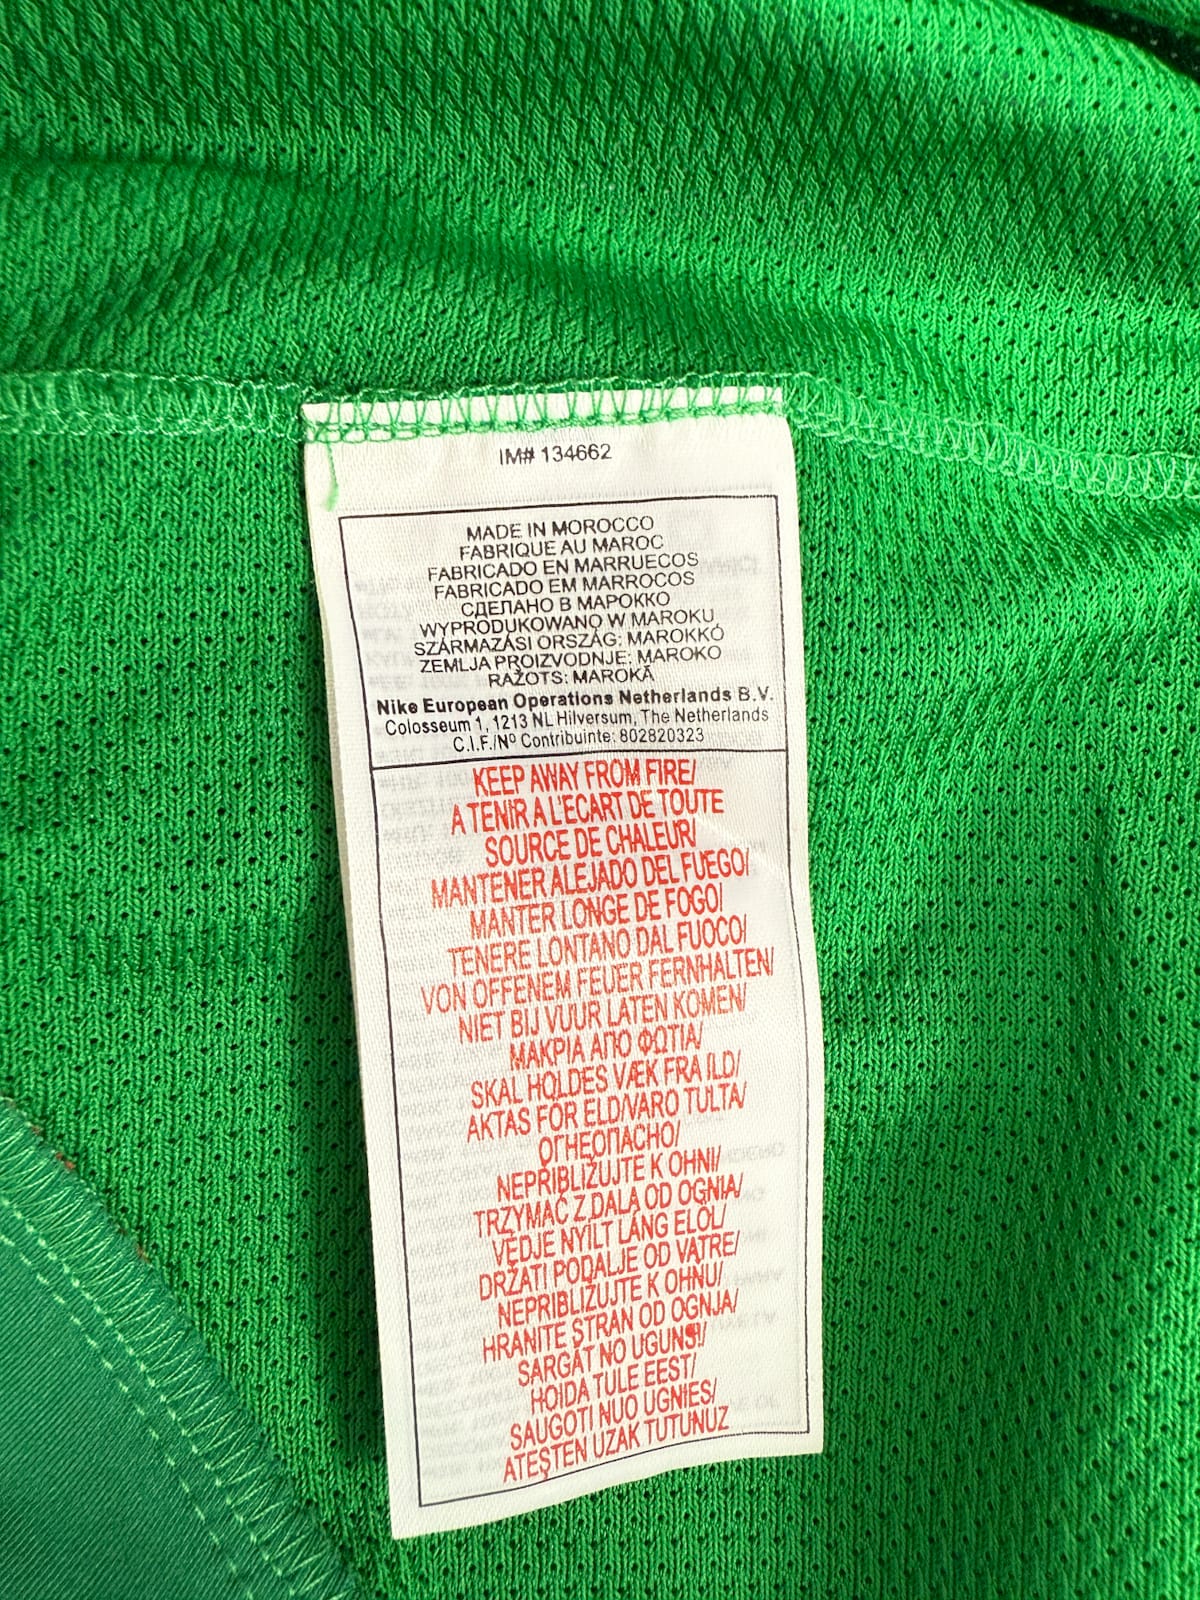 IM# 134662
MADE IN MOROCCO
FABRIQUE AU MAROC
FABRICADO EN MARRUECOS
FABRICADO EM MARROCOS
СДЕЛАНО В МАРОККО
WYPRODUKOWANO W MAROKU
SZÁRMAZÁSI ORSZÁG: MAROKKÓ
ZEMLJA PROIZVODNJE: MAROKO
RAŽOTS: MAROKĀ
Nike European Operations Netherlands B.V.
Colosseum 1, 1213 NL Hilversum, The Netherlands
C.I.F./Nº Contribuinte: 802820323
KEEP AWAY FROM FIRE/
A TENIR A L'ECART DE TOUTE
SOURCE DE CHALEUR/
MANTENER ALEJADO DEL FUEGO/
MANTER LONGE DE FOGO/
TENERE LONTANO DAL FUOCO/
VON OFFENEM FEUER FERNHALTEN/
NIET BIJ VUUR LATEN KOMEN/
ΜΑΚΡΙΑ ΑΠΟ ΦΩΤΙΑ/
SKAL HOLDES VÆK FRA ILD/
AKTAS FÖR ELD/VARO TULTA/
ОГНЕОПАСНО/
NEPRIBLIŽUJTE K OHNI/
TRZYMAĆ Z DALA OD OGNIA/
VÉDJE NYÍLT LÁNG ELŐL/
DRŽATI PODALJE OD VATRE/
NEPRIBLIŽUJTE K OHNU/
HRANITE STRAN OD OGNJA/
SARGĀT NO UGUNS!/
HOIDA TULE EEST/
SAUGOTI NUO UGNIES/
ATEŞTEN UZAK TUTUNUZ